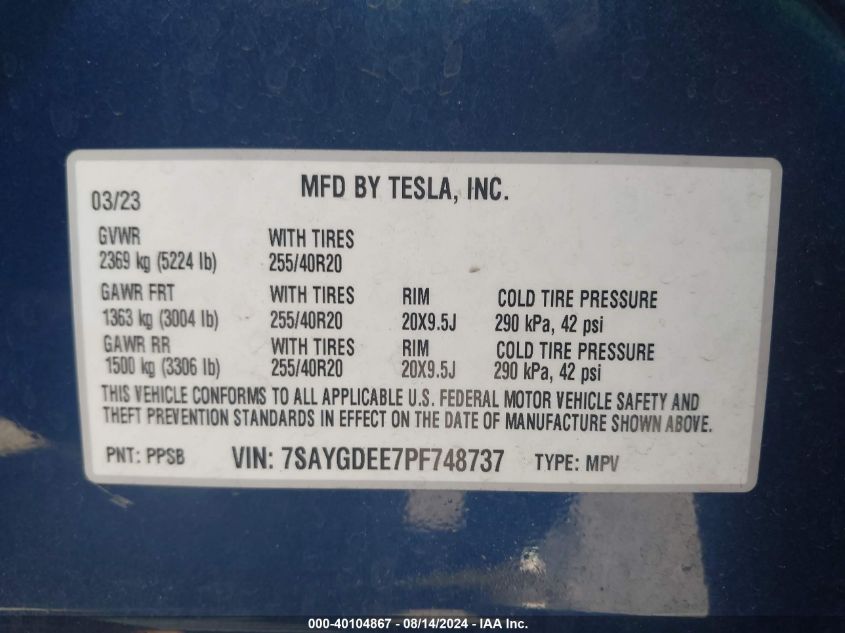 MFD BY TESLA, INC.
03/23
GVWR WITH TIRES
2369 kg (5224 lb) 255/40R20
GAWR FRT WITH TIRES RIM COLD TIRE PRESSURE
1363 kg (3004 lb) 255/40R20 20X9.5J 290 kPa, 42 psi
GAWR RR WITH TIRES RIM COLD TIRE PRESSURE
1500 kg (3306 lb) 255/40R20 20X9.5J 290 kPa, 42 psi
THIS VEHICLE CONFORMS TO ALL APPLICABLE U.S. FEDERAL MOTOR VEHICLE SAFETY AND
THEFT PREVENTION STANDARDS IN EFFECT ON THE DATE OF MANUFACTURE SHOWN ABOVE.
PNT: PPSB VIN: 7SAYGDEE7PF748737 TYPE: MPV
000-40104867 - 08/14/2024 - IAA Inc.